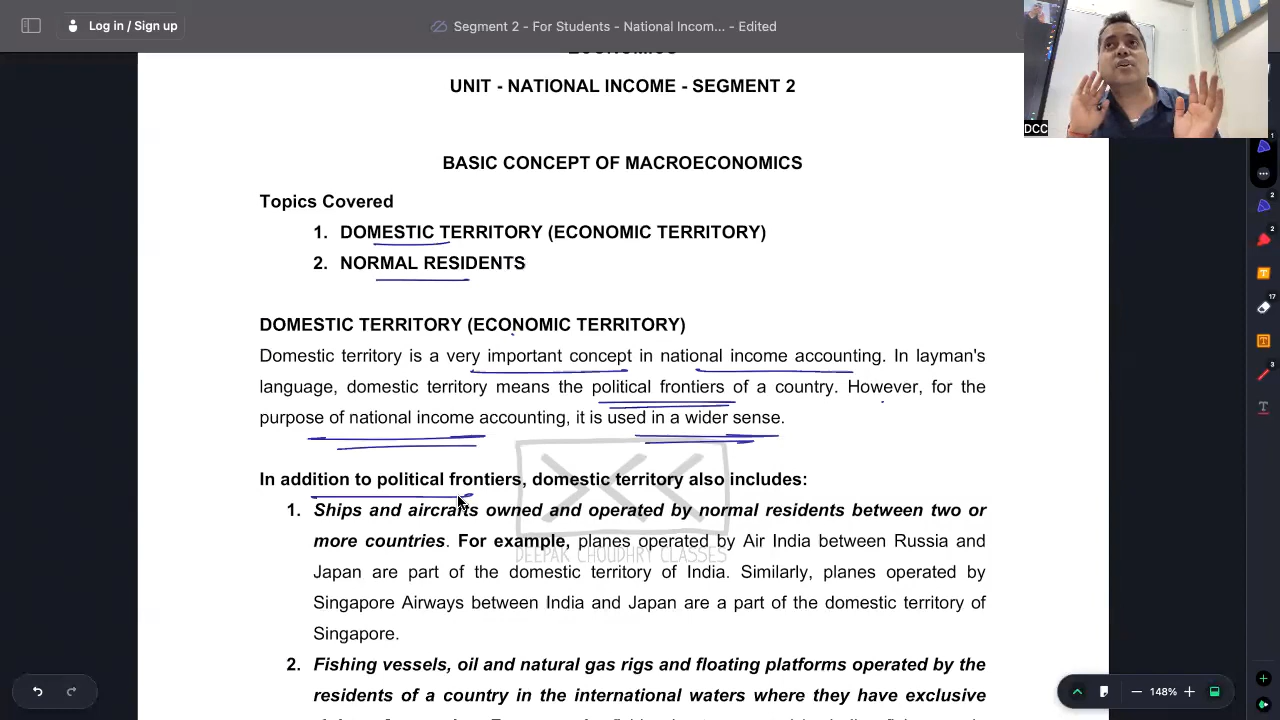 Log in / Sign up
Segment 2 - For Students - National Incom... - Edited
ECONOMICS
UNIT - NATIONAL INCOME - SEGMENT 2
DCC
BASIC CONCEPT OF MACROECONOMICS
Topics Covered
1. DOMESTIC TERRITORY (ECONOMIC TERRITORY)
2. NORMAL RESIDENTS
DOMESTIC TERRITORY (ECONOMIC TERRITORY)
Domestic territory is a very important concept in national income accounting. In layman's
language, domestic territory means the political frontiers of a country. However, for the
purpose of national income accounting, it is used in a wider sense.
In addition to political frontiers, domestic territory also includes:
1. Ships and aircrafts owned and operated by normal residents between two or
more countries. For example, planes operated by Air India between Russia and
DEEPAK CHOUDHRY CLASSES
Japan are part of the domestic territory of India. Similarly, planes operated by
Singapore Airways between India and Japan are a part of the domestic territory of
Singapore.
2. Fishing vessels, oil and natural gas rigs and floating platforms operated by the
residents of a country in the international waters where they have exclusive
148%